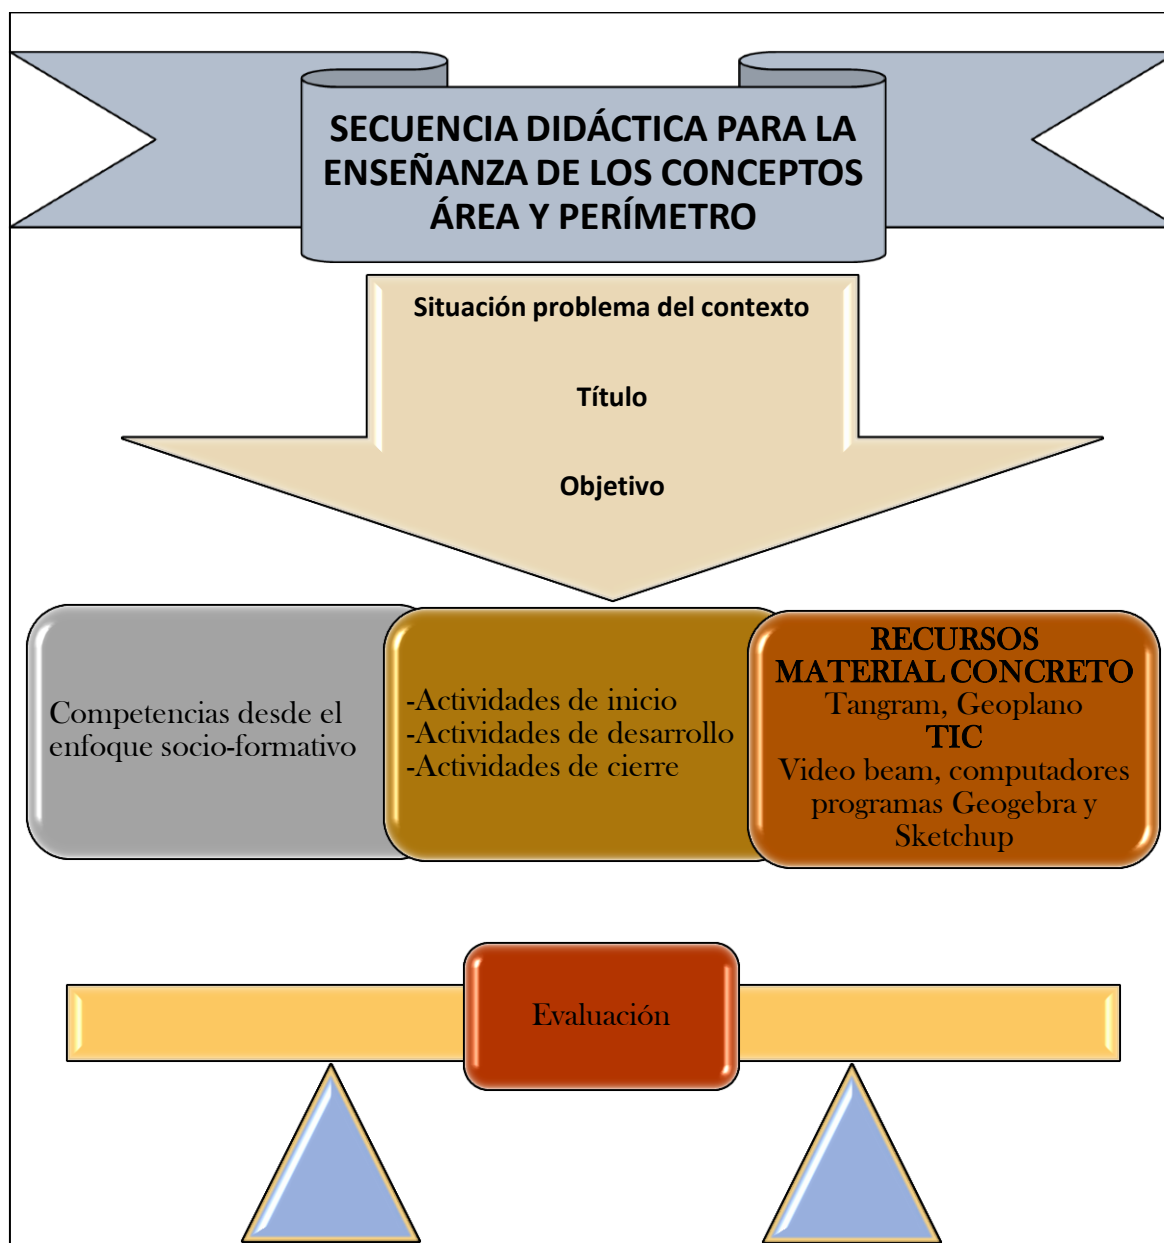 SECUENCIA DIDÁCTICA PARA LA
ENSEÑANZA DE LOS CONCEPTOS
ÁREA Y PERÍMETRO
Situación problema del contexto
Título
Objetivo
Competencias desde el
enfoque socio-formativo
-Actividades de inicio
-Actividades de desarrollo
-Actividades de cierre
RECURSOS
MATERIAL CONCRETO
Tangram, Geoplano
TIC
Video beam, computadores
programas Geogebra y
Sketchup
Evaluación